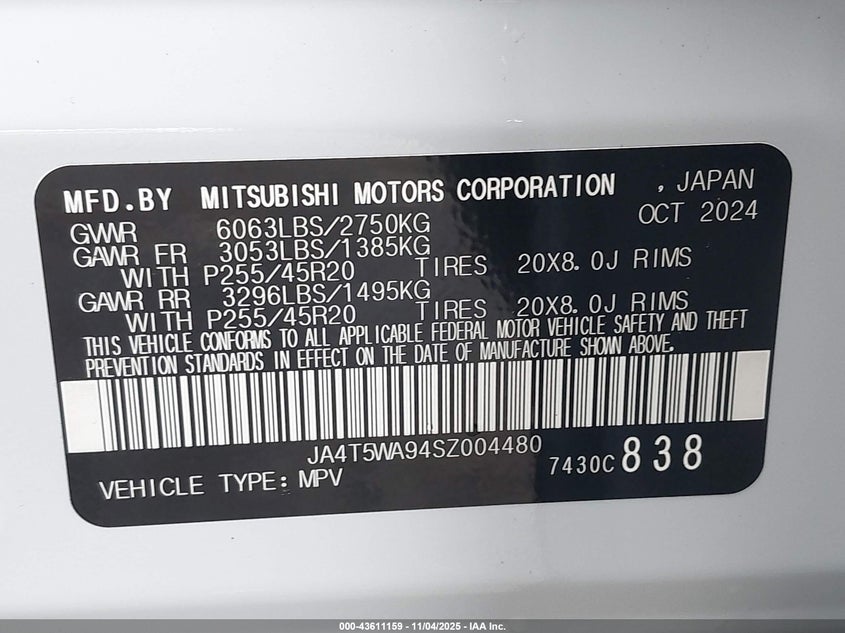 MFD.BY MITSUBISHI MOTORS CORPORATION , JAPAN
OCT 2024
GVWR 6063LBS/2750KG
GAWR FR 3053LBS/1385KG
WITH P255/45R20 TIRES 20X8.0J RIMS
GAWR RR 3296LBS/1495KG
WITH P255/45R20 TIRES 20X8.0J RIMS
THIS VEHICLE CONFORMS TO ALL APPLICABLE FEDERAL MOTOR VEHICLE SAFETY AND THEFT
PREVENTION STANDARDS IN EFFECT ON THE DATE OF MANUFACTURE SHOWN ABOVE.
JA4T5WA94SZ004480
VEHICLE TYPE: MPV 7430C 838
000-43611159 - 11/04/2025 - IAA Inc.